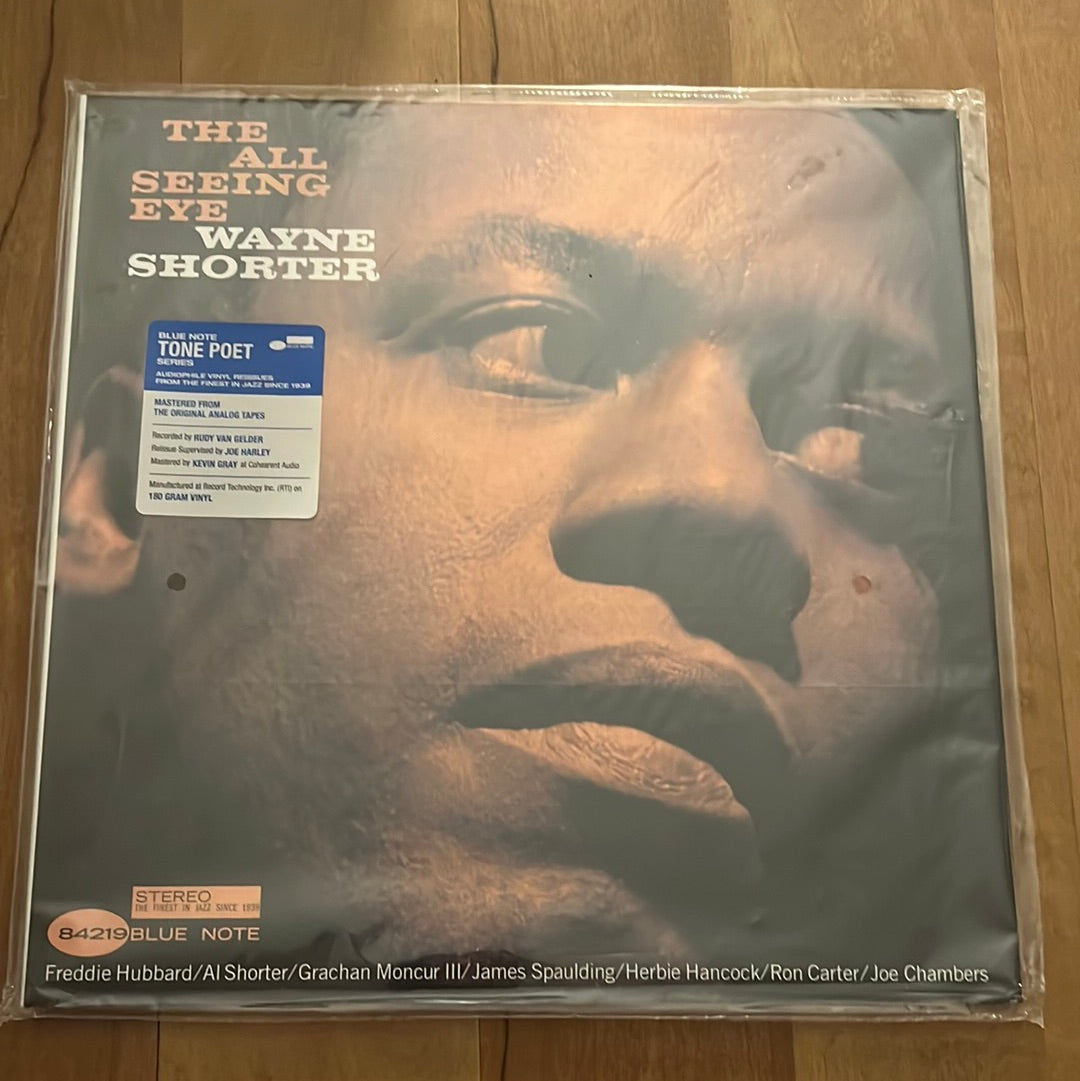 THE
ALL
SEEING
EYE
WAYNE
SHORTER
BLUE NOTE
TONE POET
SERIES
BLUE NOTE
AUDIOPHILE VINYL REISSUES
FROM THE FINEST IN JAZZ SINCE 1939
MASTERED FROM
THE ORIGINAL ANALOG TAPES
Recorded by RUDY VAN GELDER
Reissue Supervised by JOE HARLEY
Mastered by KEVIN GRAY at Cohearent Audio
Manufactured at Record Technology Inc. (RTI) on
180 GRAM VINYL
STEREO
THE FINEST IN JAZZ SINCE 1939
84219 BLUE NOTE
Freddie Hubbard/Al Shorter/Grachan Moncur III/James Spaulding/Herbie Hancock/Ron Carter/Joe Chambers